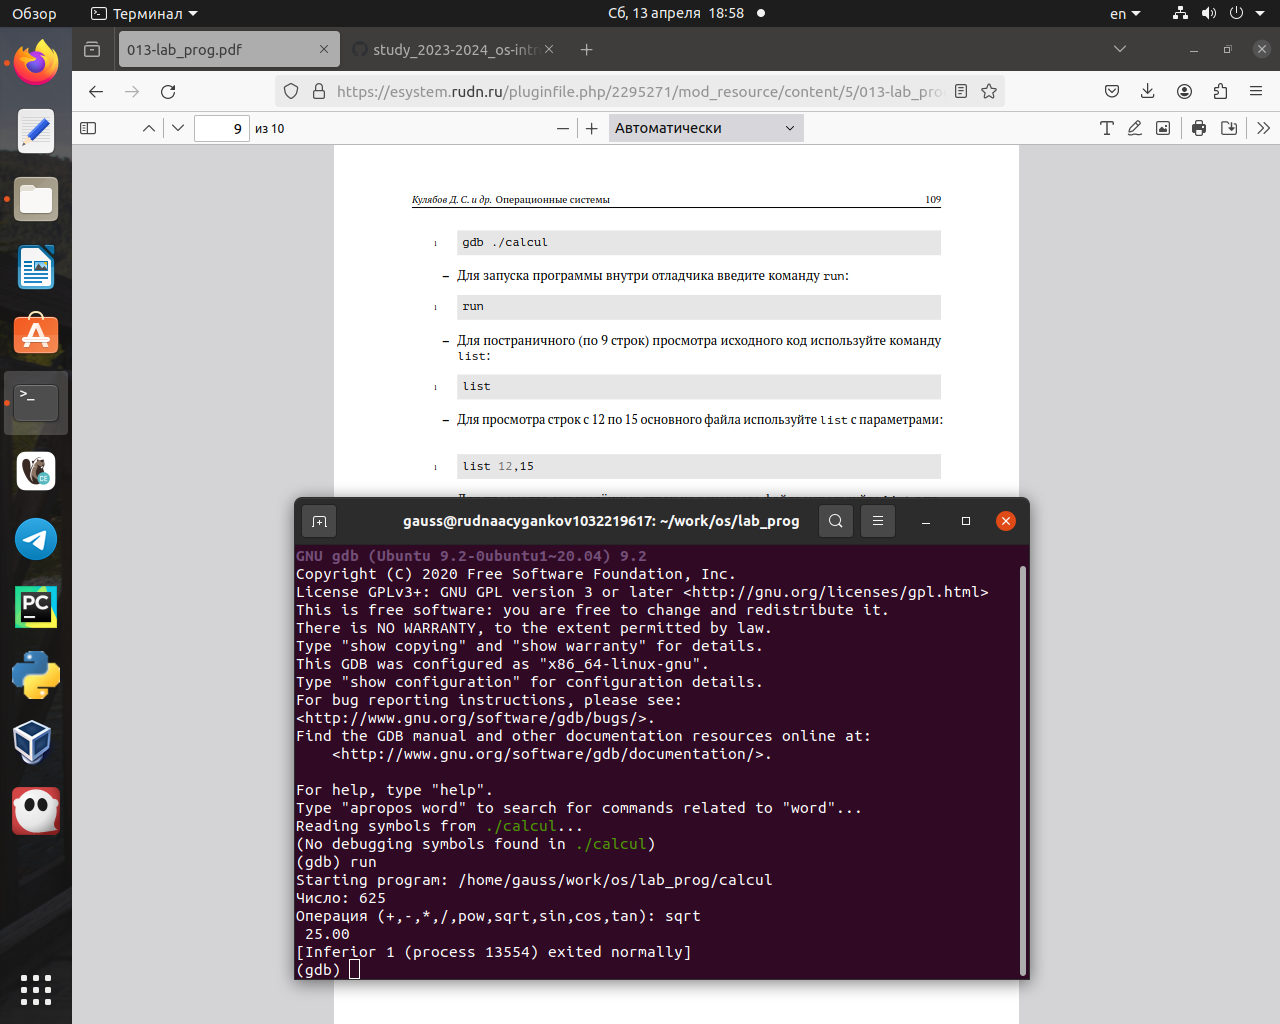 Обзор
Терминал
Сб, 13 апреля 18:58
en
013-lab_prog.pdf
study_2023-2024_os-intr
https://esystem.rudn.ru/pluginfile.php/2295271/mod_resource/content/5/013-lab_pro
9
из 10
Автоматически
Кулябов Д. С. и др. Операционные системы
109
1
gdb ./calcul
– Для запуска программы внутри отладчика введите команду run:
1
run
– Для постраничного (по 9 строк) просмотра исходного код используйте команду
list:
1
list
– Для просмотра строк с 12 по 15 основного файла используйте list с параметрами:
1
list 12,15
gauss@rudnaacygankov1032219617: ~/work/os/lab_prog
GNU gdb (Ubuntu 9.2-0ubuntu1~20.04) 9.2
Copyright (C) 2020 Free Software Foundation, Inc.
License GPLv3+: GNU GPL version 3 or later <http://gnu.org/licenses/gpl.html>
This is free software: you are free to change and redistribute it.
There is NO WARRANTY, to the extent permitted by law.
Type "show copying" and "show warranty" for details.
This GDB was configured as "x86_64-linux-gnu".
Type "show configuration" for configuration details.
For bug reporting instructions, please see:
<http://www.gnu.org/software/gdb/bugs/>.
Find the GDB manual and other documentation resources online at:
<http://www.gnu.org/software/gdb/documentation/>.
For help, type "help".
Type "apropos word" to search for commands related to "word"...
Reading symbols from ./calcul...
(No debugging symbols found in ./calcul)
(gdb) run
Starting program: /home/gauss/work/os/lab_prog/calcul
Число: 625
Операция (+,-,*,/,pow,sqrt,sin,cos,tan): sqrt
25.00
[Inferior 1 (process 13554) exited normally]
(gdb)
>_
CE
PC